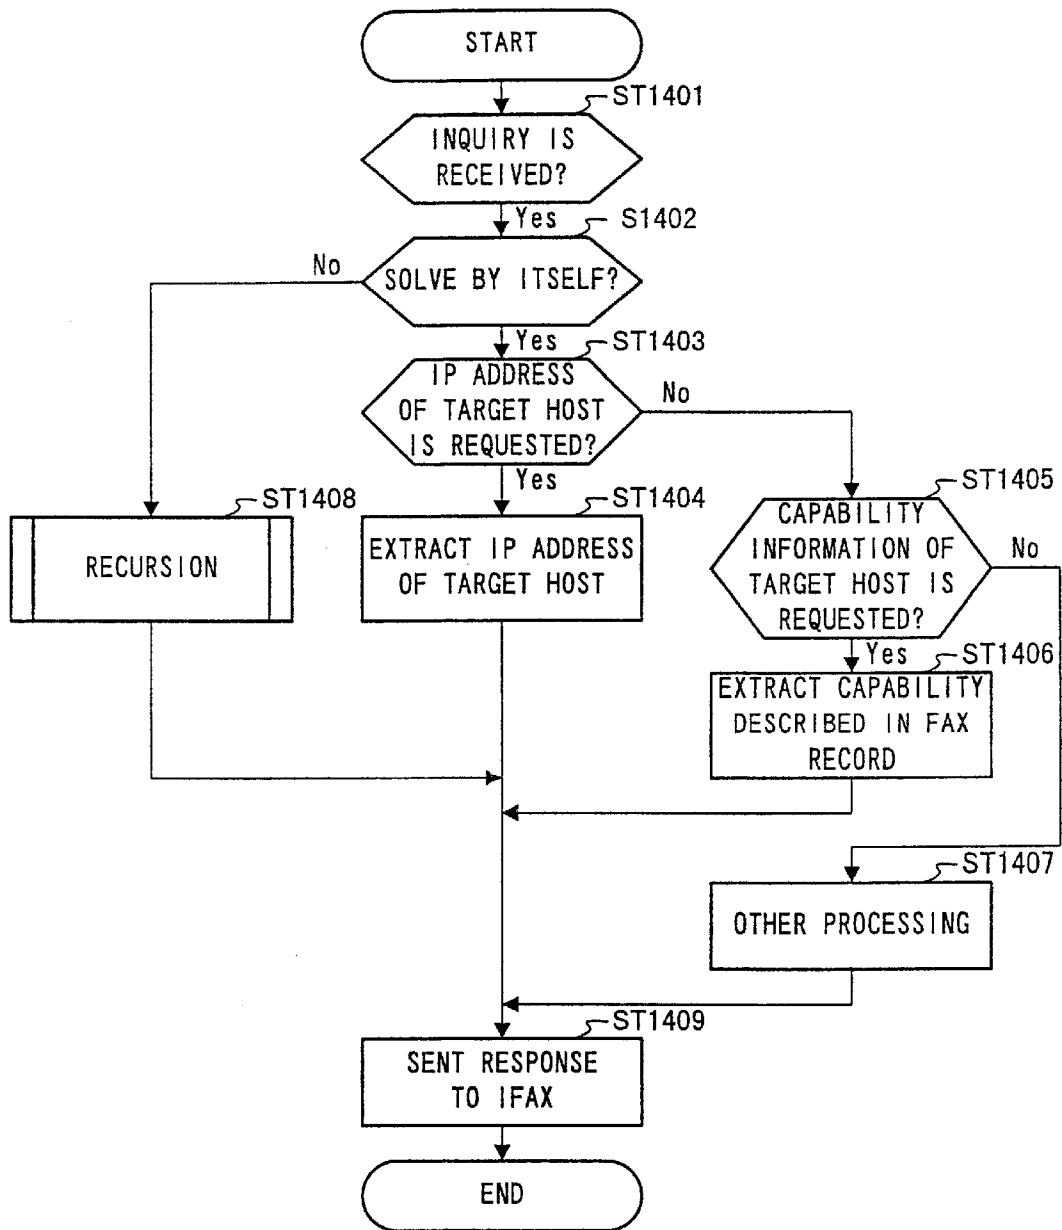 START
ST1401
INQUIRY IS
RECEIVED?
Yes
S1402
No
SOLVE BY ITSELF?
Yes
ST1403
IP ADDRESS
OF TARGET HOST
IS REQUESTED?
No
Yes
ST1408
RECURSION
ST1404
EXTRACT IP ADDRESS
OF TARGET HOST
ST1405
CAPABILITY
INFORMATION OF
TARGET HOST IS
REQUESTED?
No
Yes
ST1406
EXTRACT CAPABILITY
DESCRIBED IN FAX
RECORD
ST1407
OTHER PROCESSING
ST1409
SENT RESPONSE
TO IFAX
END